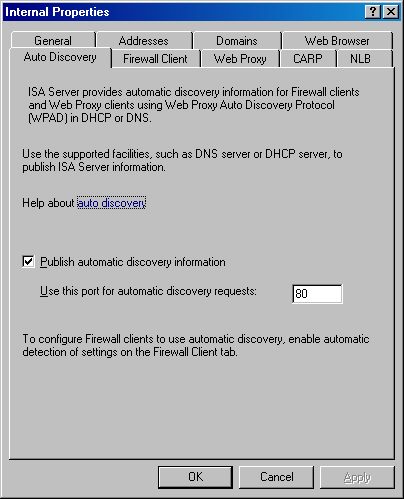 Internal Properties
General Addresses Domains Web Browser
Auto Discovery Firewall Client Web Proxy CARP NLB
ISA Server provides automatic discovery information for Firewall clients
and Web Proxy clients using Web Proxy Auto Discovery Protocol
(WPAD) in DHCP or DNS.
Use the supported facilities, such as DNS server or DHCP server, to
publish ISA Server information.
Help about auto discovery
Publish automatic discovery information
Use this port for automatic discovery requests: 80
To configure Firewall clients to use automatic discovery, enable automatic
detection of settings on the Firewall Client tab.
OK Cancel Apply